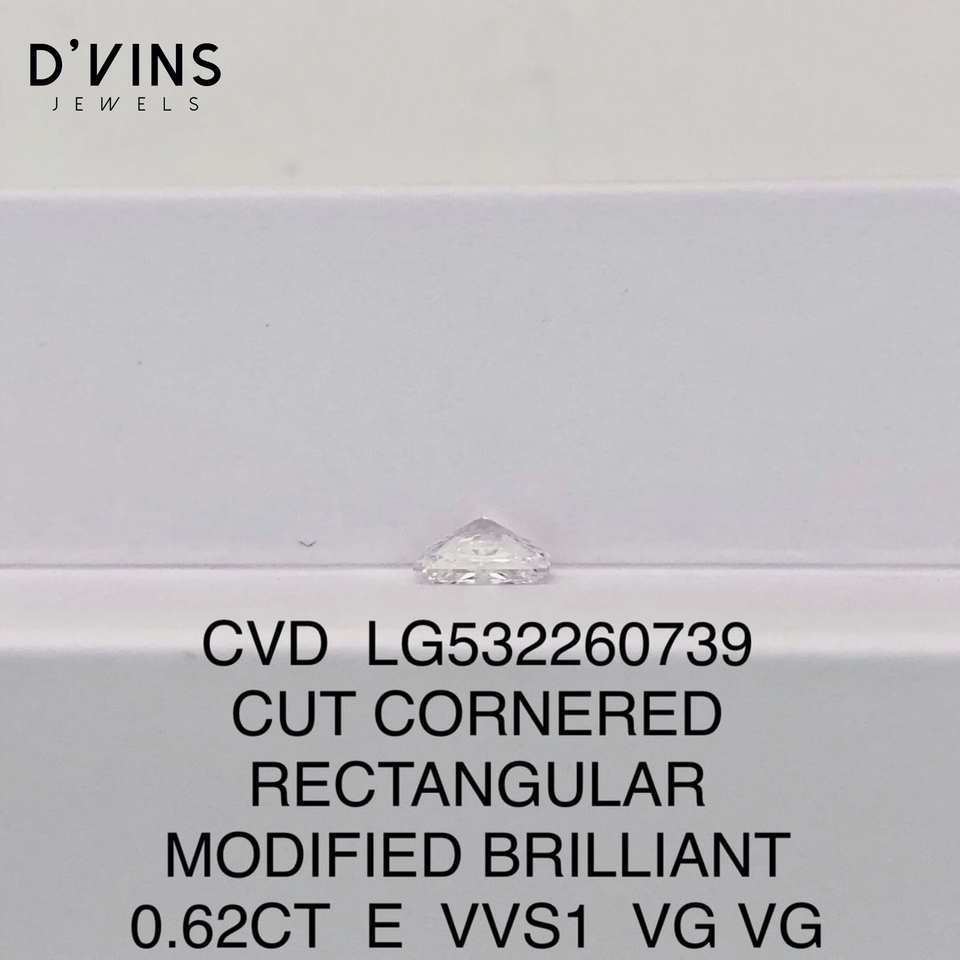 D'VINS
JEWELS
CVD LG532260739
CUT CORNERED
RECTANGULAR
MODIFIED BRILLIANT
0.62CT E VVS1 VG VG